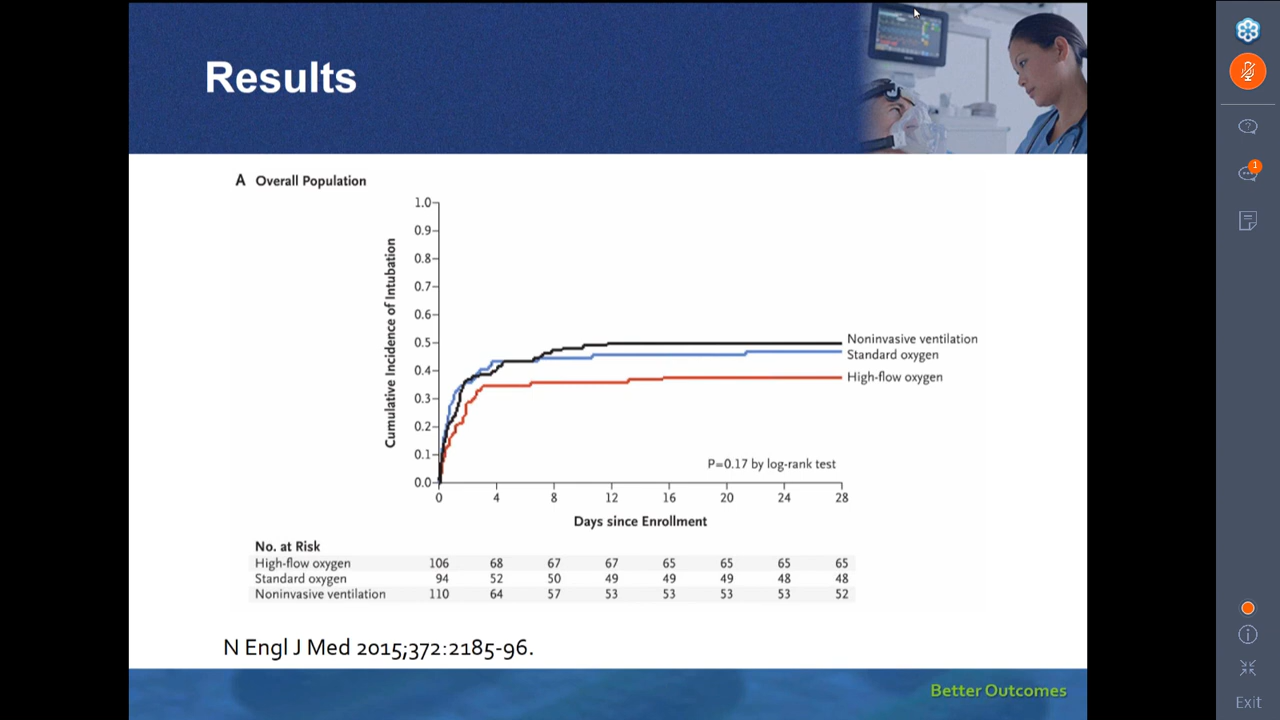 Results
A Overall Population
1.0
0.9
0.8
0.7
0.6
0.5
0.4
0.3
0.2
0.1
0.0
Cumulative Incidence of Intubation
Noninvasive ventilation
Standard oxygen
High-flow oxygen
P=0.17 by log-rank test
0 4 8 12 16 20 24 28
Days since Enrollment
No. at Risk
High-flow oxygen 106 68 67 67 65 65 65 65
Standard oxygen 94 52 50 49 49 49 48 48
Noninvasive ventilation 110 64 57 53 53 53 53 52
N Engl J Med 2015;372:2185-96.
Better Outcomes
?
1
i
Exit